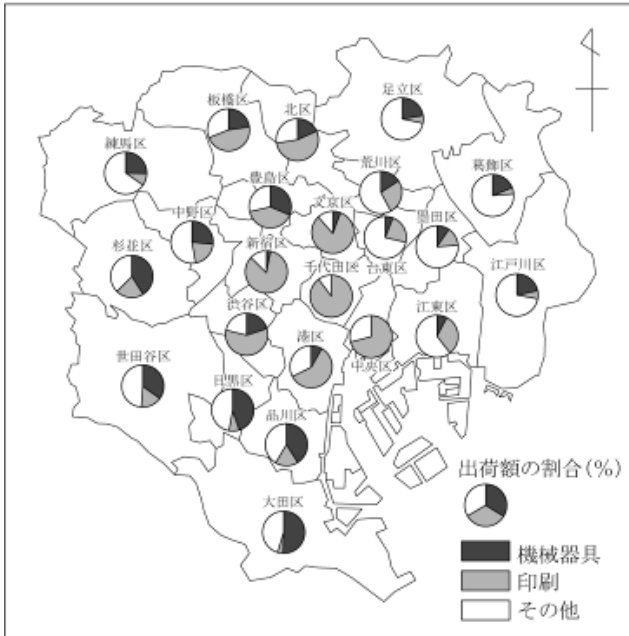 足立区
板橋区
北区
練馬区
荒川区
葛飾区
豊島区
文京区
墨田区
中野区
杉並区
新宿区
台東区
千代田区
江戸川区
渋谷区
江東区
港区
中央区
世田谷区
目黒区
品川区
出荷額の割合(%)
大田区
機械器具
印刷
その他